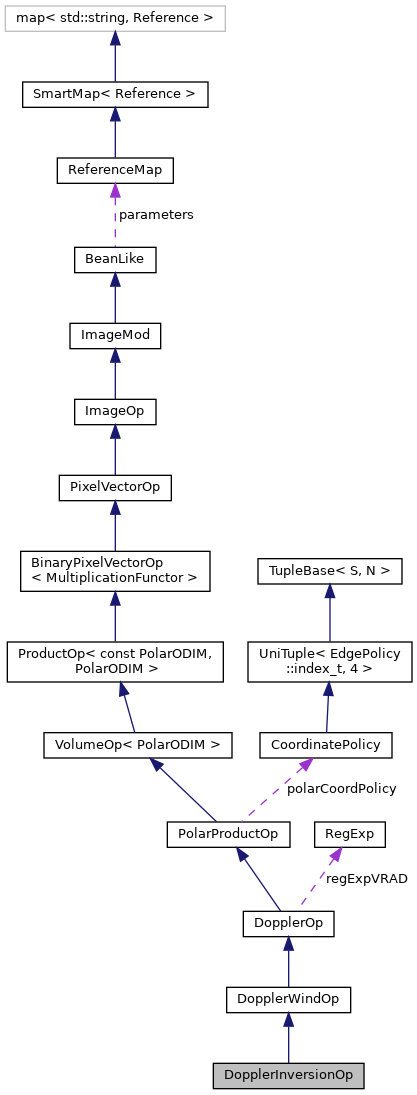 map< std::string, Reference >
SmartMap< Reference >
ReferenceMap
parameters
BeanLike
ImageMod
ImageOp
PixelVectorOp
BinaryPixelVectorOp
< MultiplicationFunctor >
TupleBase< S, N >
ProductOp< const PolarODIM,
PolarODIM >
UniTuple< EdgePolicy
::index_t, 4 >
VolumeOp< PolarODIM >
CoordinatePolicy
polarCoordPolicy
PolarProductOp
RegExp
regExpVRAD
DopplerOp
DopplerWindOp
DopplerInversionOp